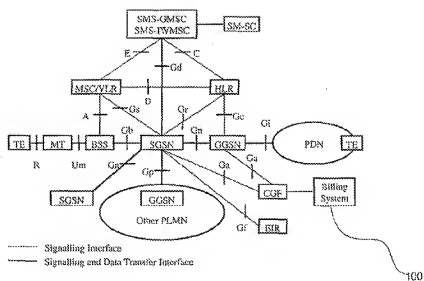 SMS-GMSC
SMS-IWMSC
SM-SC
E
C
Gd
MSC/VLR
HLR
D
A
Gs
Gr
Gc
Gb
Gn
Gi
TE
MT
BSS
SGSN
GGSN
PDN
TE
R
Um
Gn
Gp
Ga
Ga
SGSN
GGSN
CGF
Billing
System
Other PLMN
Gf
EIR
Signalling Interface
Signalling and Data Transfer Interface
100